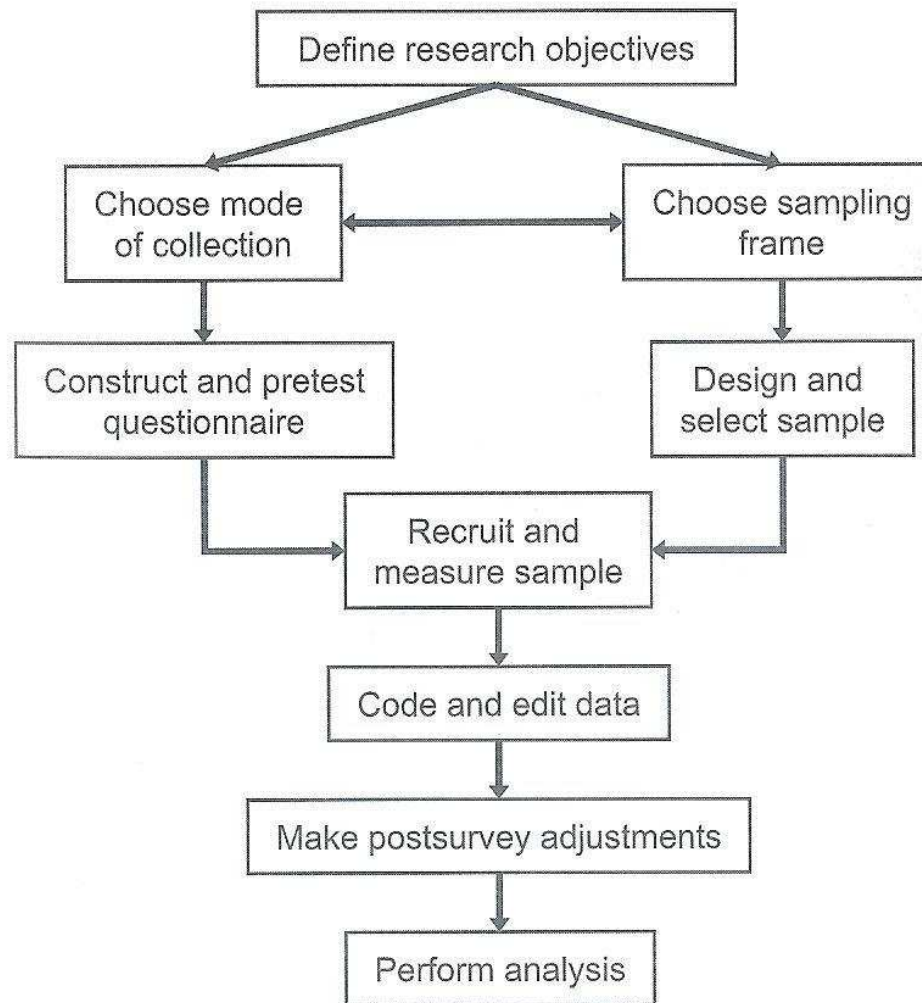 Define research objectives
Choose mode
of collection
Choose sampling
frame
Construct and pretest
questionnaire
Design and
select sample
Recruit and
measure sample
Code and edit data
Make postsurvey adjustments
Perform analysis